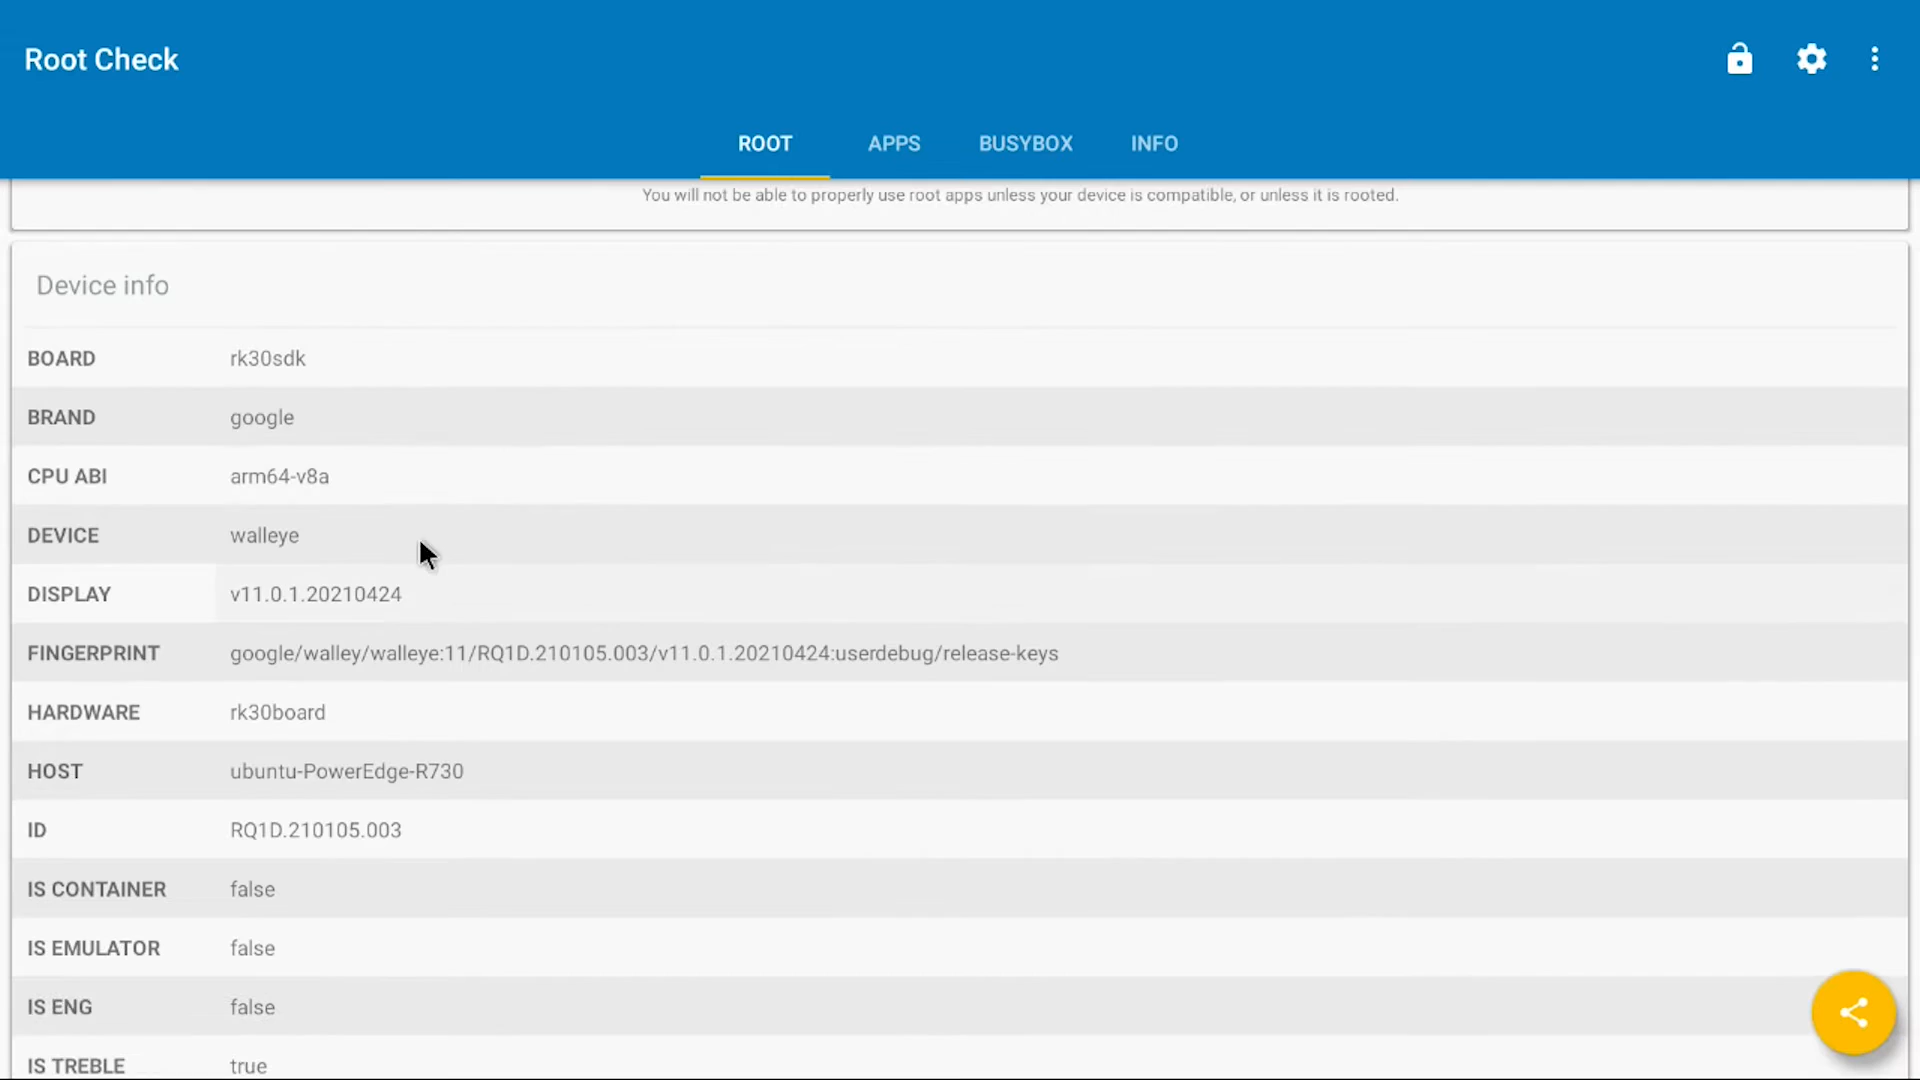 Root Check
ROOT APPS BUSYBOX INFO
You will not be able to properly use root apps unless your device is compatible, or unless it is rooted.
Device info
BOARD rk30sdk
BRAND google
CPU ABI arm64-v8a
DEVICE walleye
DISPLAY v11.0.1.20210424
FINGERPRINT google/walley/walleye:11/RQ1D.210105.003/v11.0.1.20210424:userdebug/release-keys
HARDWARE rk30board
HOST ubuntu-PowerEdge-R730
ID RQ1D.210105.003
IS CONTAINER false
IS EMULATOR false
IS ENG false
IS TREBLE true